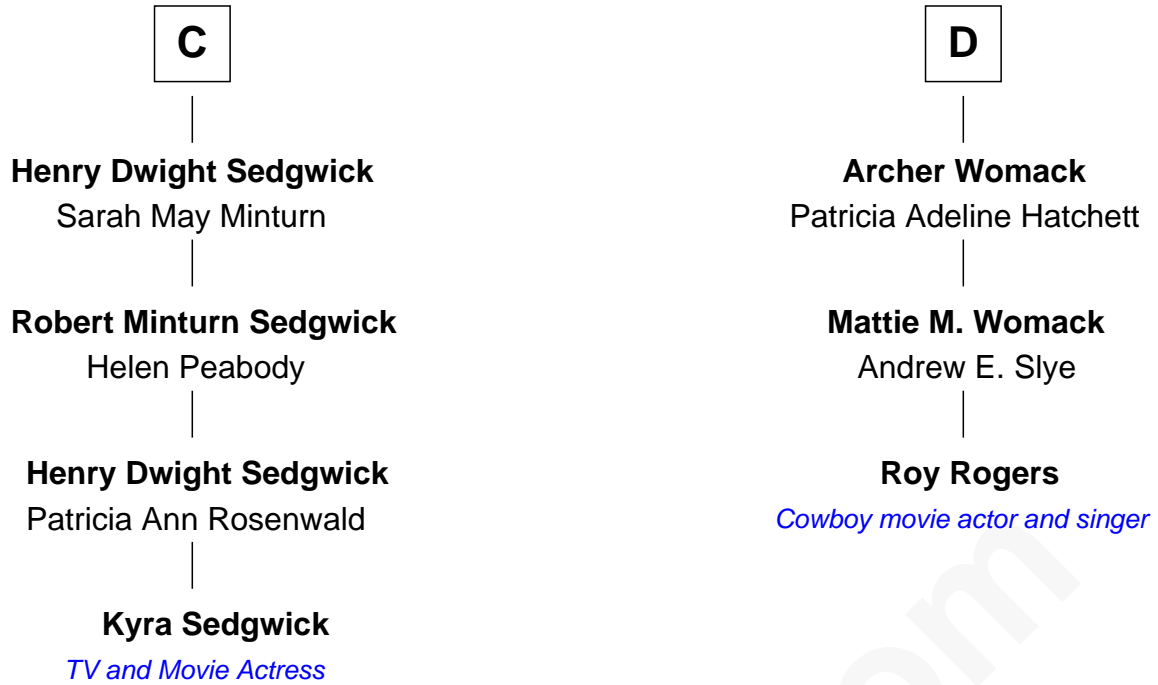 C
Henry Dwight Sedgwick
Sarah May Minturn
Robert Minturn Sedgwick
Helen Peabody
Henry Dwight Sedgwick
Patricia Ann Rosenwald
Kyra Sedgwick
TV and Movie Actress
D
Archer Womack
Patricia Adeline Hatchett
Mattie M. Womack
Andrew E. Slye
Roy Rogers
Cowboy movie actor and singer
om